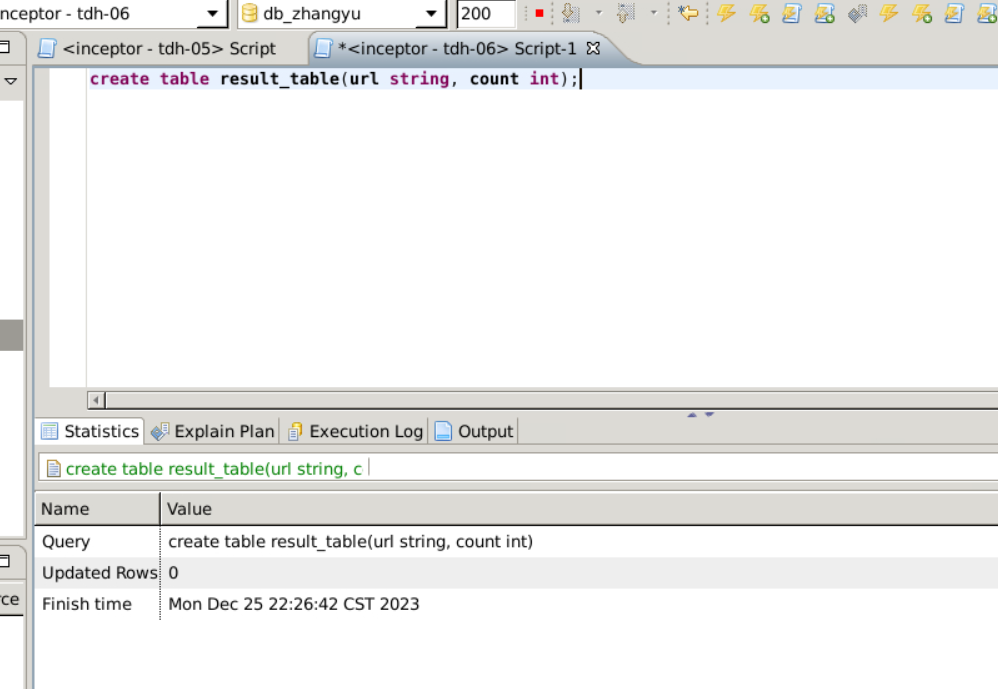 nceptor - tdh-06 db_zhangyu 200
<inceptor - tdh-05> Script *<inceptor - tdh-06> Script-1
create table result_table(url string, count int);
Statistics Explain Plan Execution Log Output
create table result_table(url string, c
Name Value
Query create table result_table(url string, count int)
Updated Rows 0
Finish time Mon Dec 25 22:26:42 CST 2023
rce